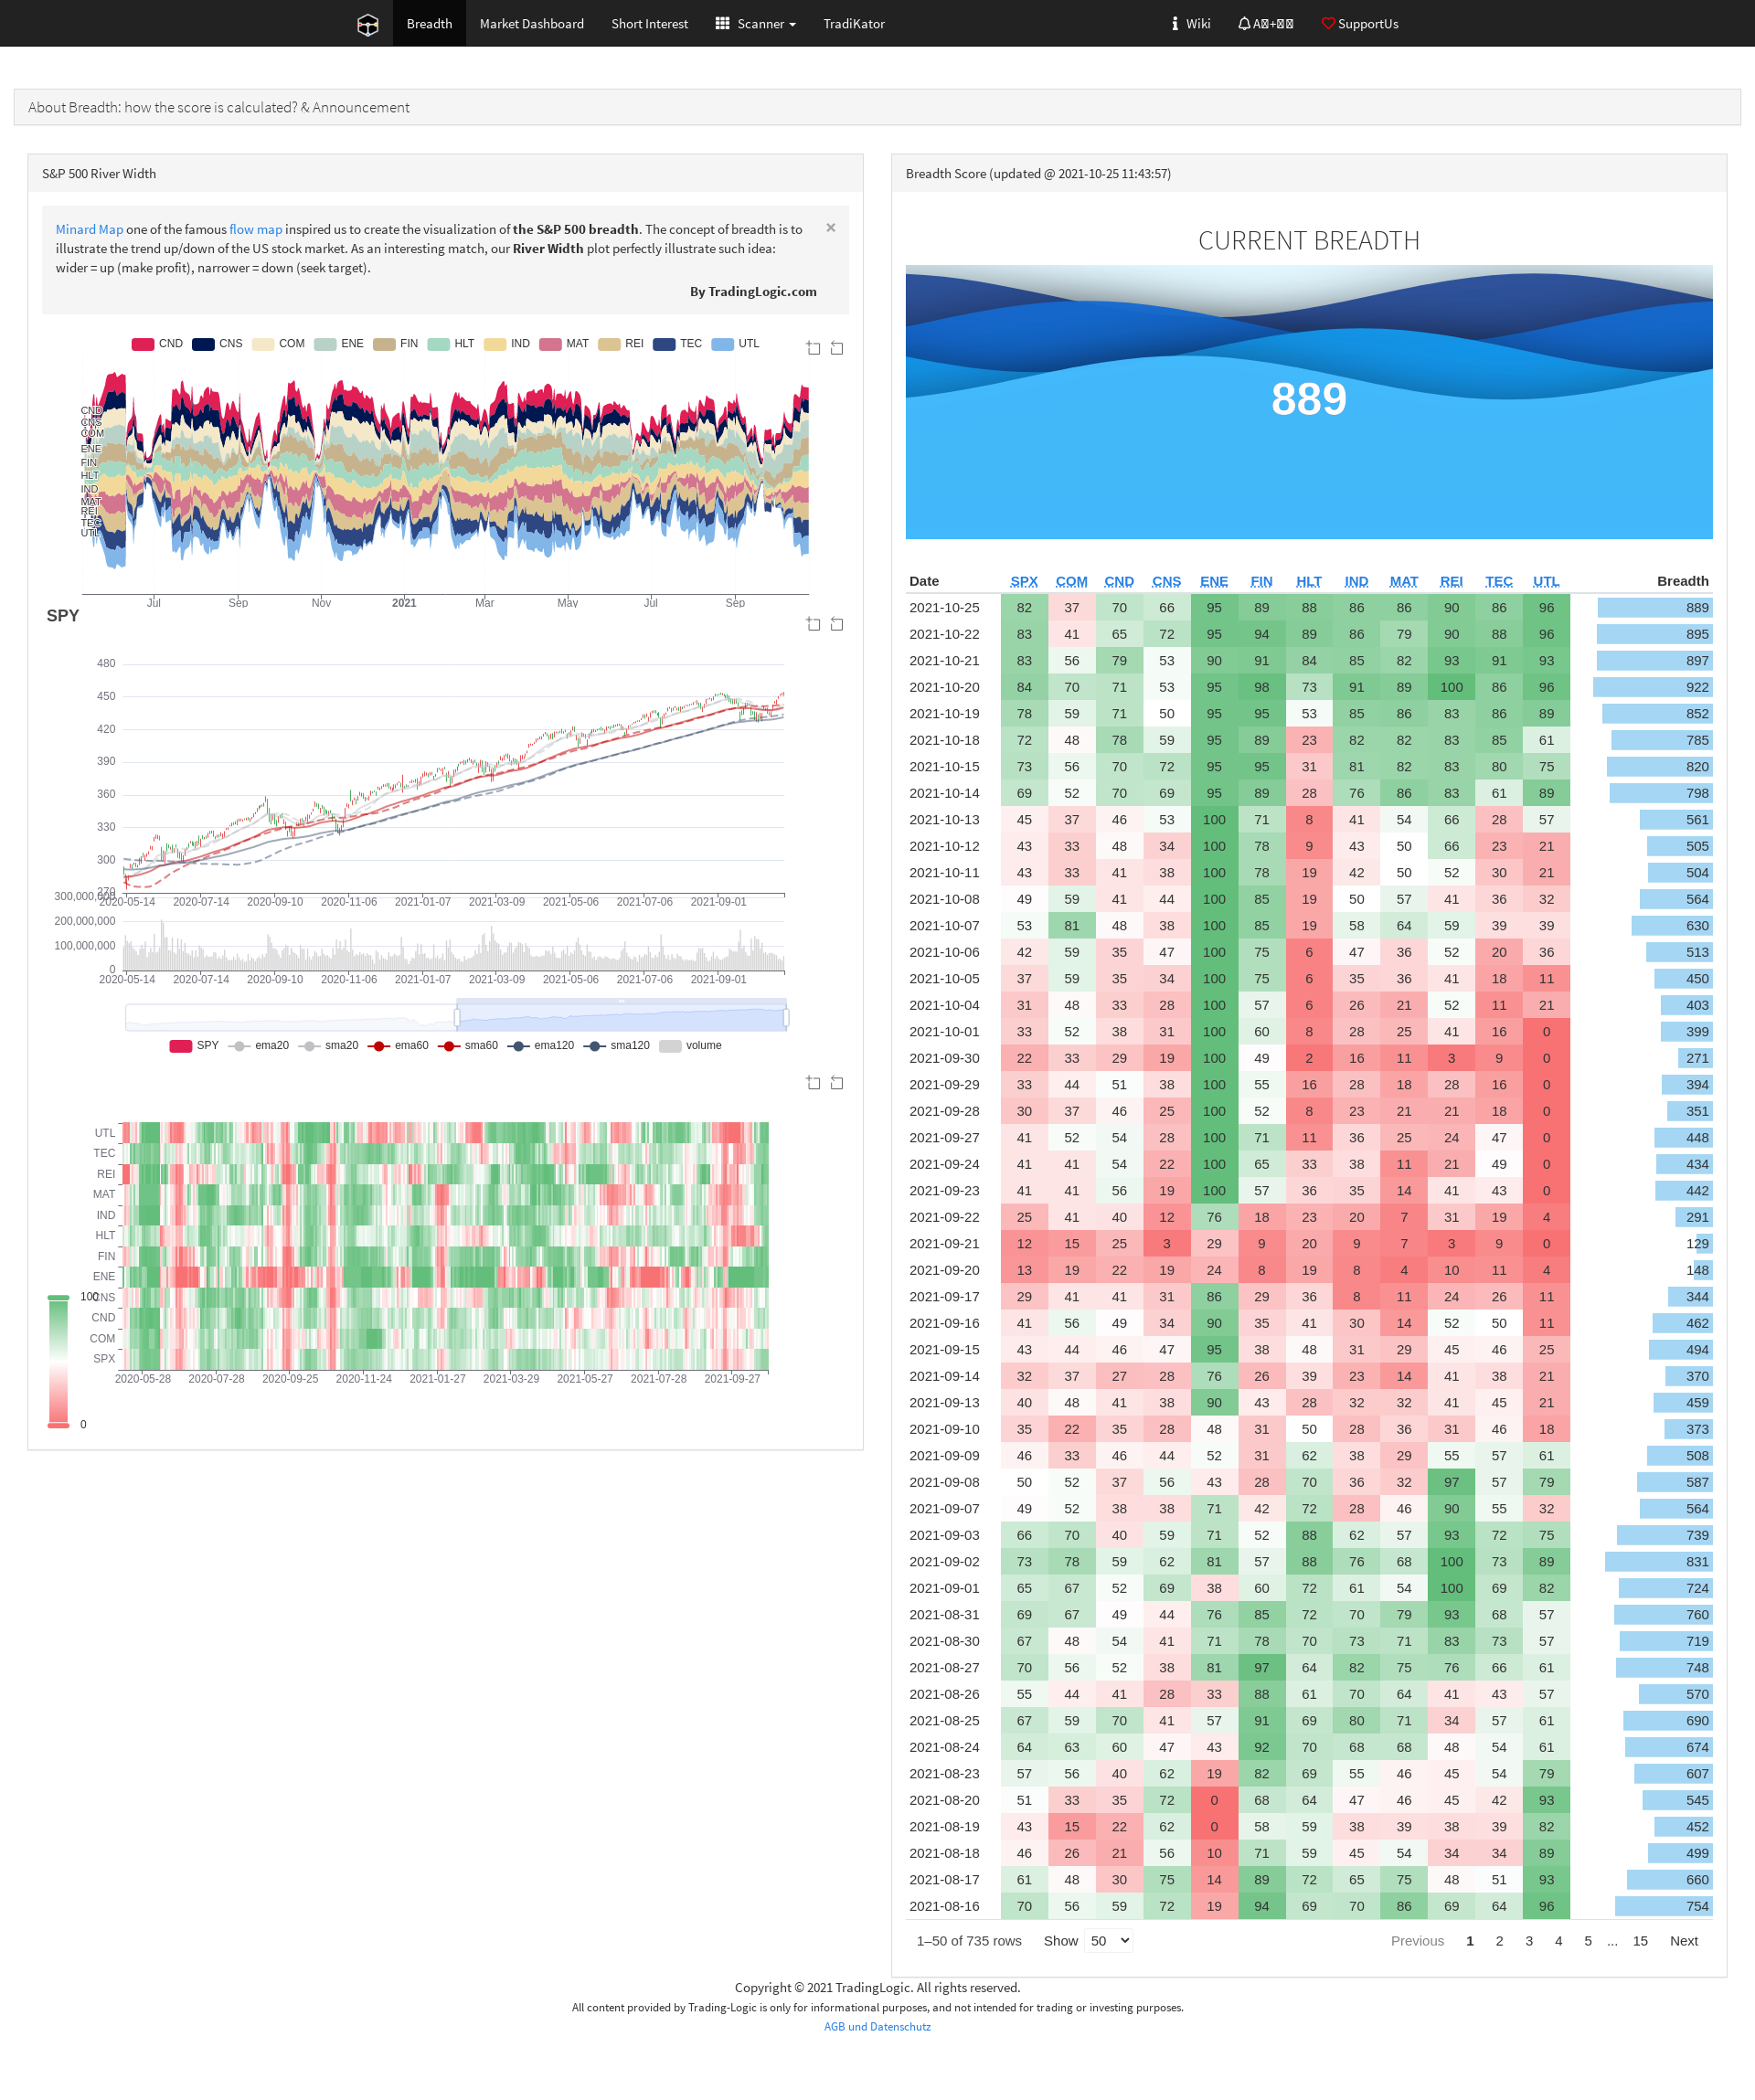 Breadth Market Dashboard Short Interest Scanner TradiKator Wiki SupportUs
About Breadth: how the score is calculated? & Announcement
S&P 500 River Width
Minard Map one of the famous flow map inspired us to create the visualization of the S&P 500 breadth. The concept of breadth is to
illustrate the trend up/down of the US stock market. As an interesting match, our River Width plot perfectly illustrate such idea:
wider = up (make profit), narrower = down (seek target).
×
By TradingLogic.com
CND CNS COM ENE FIN HLT IND MAT REI TEC UTL
CND
CNS
COM
ENE
FIN
HLT
IND
MAT
REI
TEC
UTL
Jul Sep Nov 2021 Mar May Jul Sep
SPY
480
450
420
390
360
330
300
270
2020-05-14 2020-07-14 2020-09-10 2020-11-06 2021-01-07 2021-03-09 2021-05-06 2021-07-06 2021-09-01
300,000,000
200,000,000
100,000,000
0
2020-05-14 2020-07-14 2020-09-10 2020-11-06 2021-01-07 2021-03-09 2021-05-06 2021-07-06 2021-09-01
SPY ema20 sma20 ema60 sma60 ema120 sma120 volume
UTL
TEC
REI
MAT
IND
HLT
FIN
ENE
CNS
CND
COM
SPX
2020-05-28 2020-07-28 2020-09-25 2020-11-24 2021-01-27 2021-03-29 2021-05-27 2021-07-28 2021-09-27
100
0
Breadth Score (updated @ 2021-10-25 11:43:57)
CURRENT BREADTH
889
Date SPX COM CND CNS ENE FIN HLT IND MAT REI TEC UTL Breadth
2021-10-25 82 37 70 66 95 89 88 86 86 90 86 96 889
2021-10-22 83 41 65 72 95 94 89 86 79 90 88 96 895
2021-10-21 83 56 79 53 90 91 84 85 82 93 91 93 897
2021-10-20 84 70 71 53 95 98 73 91 89 100 86 96 922
2021-10-19 78 59 71 50 95 95 53 85 86 83 86 89 852
2021-10-18 72 48 78 59 95 89 23 82 82 83 85 61 785
2021-10-15 73 56 70 72 95 95 31 81 82 83 80 75 820
2021-10-14 69 52 70 69 95 89 28 76 86 83 61 89 798
2021-10-13 45 37 46 53 100 71 8 41 54 66 28 57 561
2021-10-12 43 33 48 34 100 78 9 43 50 66 23 21 505
2021-10-11 43 33 41 38 100 78 19 42 50 52 30 21 504
2021-10-08 49 59 41 44 100 85 19 50 57 41 36 32 564
2021-10-07 53 81 48 38 100 85 19 58 64 59 39 39 630
2021-10-06 42 59 35 47 100 75 6 47 36 52 20 36 513
2021-10-05 37 59 35 34 100 75 6 35 36 41 18 11 450
2021-10-04 31 48 33 28 100 57 6 26 21 52 11 21 403
2021-10-01 33 52 38 31 100 60 8 28 25 41 16 0 399
2021-09-30 22 33 29 19 100 49 2 16 11 3 9 0 271
2021-09-29 33 44 51 38 100 55 16 28 18 28 16 0 394
2021-09-28 30 37 46 25 100 52 8 23 21 21 18 0 351
2021-09-27 41 52 54 28 100 71 11 36 25 24 47 0 448
2021-09-24 41 41 54 22 100 65 33 38 11 21 49 0 434
2021-09-23 41 41 56 19 100 57 36 35 14 41 43 0 442
2021-09-22 25 41 40 12 76 18 23 20 7 31 19 4 291
2021-09-21 12 15 25 3 29 9 20 9 7 3 9 0 129
2021-09-20 13 19 22 19 24 8 19 8 4 10 11 4 148
2021-09-17 29 41 41 31 86 29 36 8 11 24 26 11 344
2021-09-16 41 56 49 34 90 35 41 30 14 52 50 11 462
2021-09-15 43 44 46 47 95 38 48 31 29 45 46 25 494
2021-09-14 32 37 27 28 76 26 39 23 14 41 38 21 370
2021-09-13 40 48 41 38 90 43 28 32 32 41 45 21 459
2021-09-10 35 22 35 28 48 31 50 28 36 31 46 18 373
2021-09-09 46 33 46 44 52 31 62 38 29 55 57 61 508
2021-09-08 50 52 37 56 43 28 70 36 32 97 57 79 587
2021-09-07 49 52 38 38 71 42 72 28 46 90 55 32 564
2021-09-03 66 70 40 59 71 52 88 62 57 93 72 75 739
2021-09-02 73 78 59 62 81 57 88 76 68 100 73 89 831
2021-09-01 65 67 52 69 38 60 72 61 54 100 69 82 724
2021-08-31 69 67 49 44 76 85 72 70 79 93 68 57 760
2021-08-30 67 48 54 41 71 78 70 73 71 83 73 57 719
2021-08-27 70 56 52 38 81 97 64 82 75 76 66 61 748
2021-08-26 55 44 41 28 33 88 61 70 64 41 43 57 570
2021-08-25 67 59 70 41 57 91 69 80 71 34 57 61 690
2021-08-24 64 63 60 47 43 92 70 68 68 48 54 61 674
2021-08-23 57 56 40 62 19 82 69 55 46 45 54 79 607
2021-08-20 51 33 35 72 0 68 64 47 46 45 42 93 545
2021-08-19 43 15 22 62 0 58 59 38 39 38 39 82 452
2021-08-18 46 26 21 56 10 71 59 45 54 34 34 89 499
2021-08-17 61 48 30 75 14 89 72 65 75 48 51 93 660
2021-08-16 70 56 59 72 19 94 69 70 86 69 64 96 754
1–50 of 735 rows Show 50 Previous 1 2 3 4 5 ... 15 Next
Copyright © 2021 TradingLogic. All rights reserved.
All content provided by Trading-Logic is only for informational purposes, and not intended for trading or investing purposes.
AGB und Datenschutz